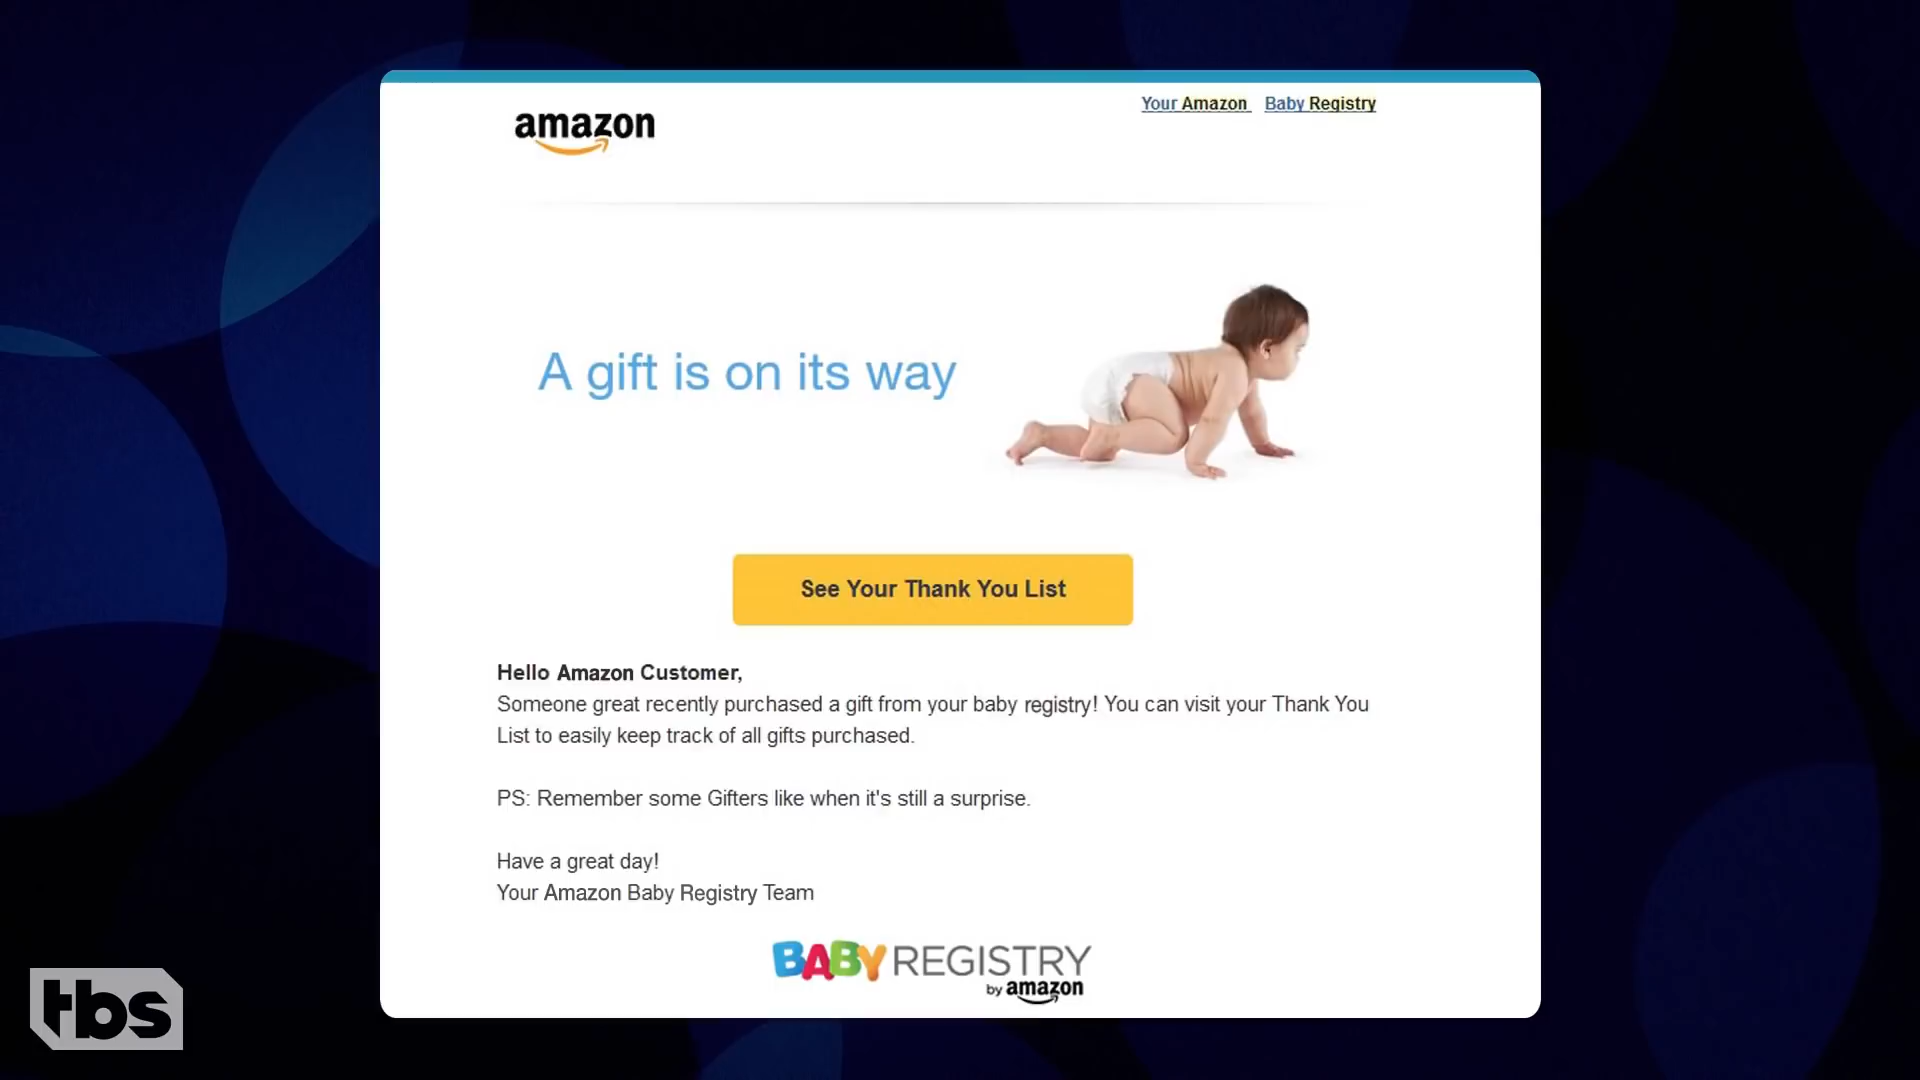 amazon
Your Amazon Baby Registry
A gift is on its way
See Your Thank You List
Hello Amazon Customer,
Someone great recently purchased a gift from your baby registry! You can visit your Thank You
List to easily keep track of all gifts purchased.
PS: Remember some Gifters like when it's still a surprise.
Have a great day!
Your Amazon Baby Registry Team
BABY REGISTRY
by amazon
tbs